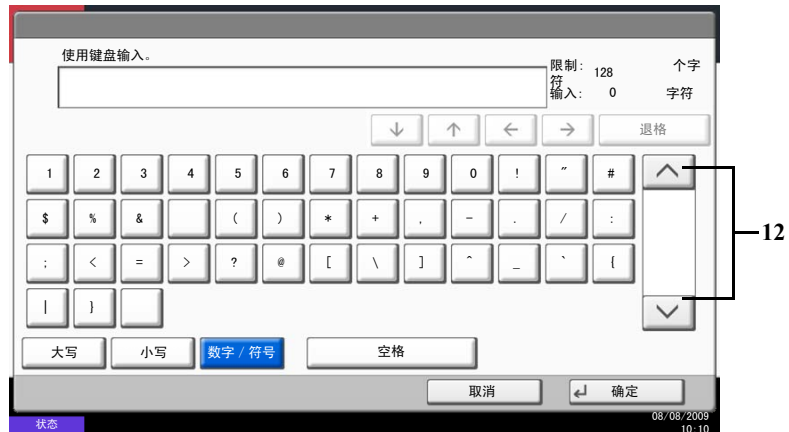 使用键盘输入。
限制: 128 个字
符
输入: 0 字符
↓ ↑ ← → 退格
1 2 3 4 5 6 7 8 9 0 ! ″ #
$ % & ( ) * + , - . / :
; < = > ? @ [ \ ] ^ _ ` {
| }
12
大写 小写 数字 / 符号 空格
取消 确定
状态 08/08/2009
10:10